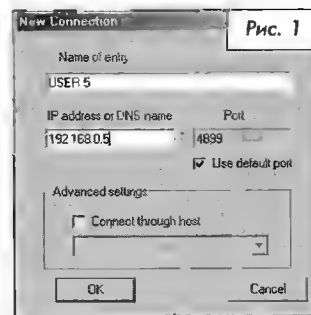 New Connection
Рис. 1
Name of entry
USER 5
IP address or DNS name
Port
192.168.0.5
:
4899
Use default port
Advanced settings
Connect through host
OK
Cancel